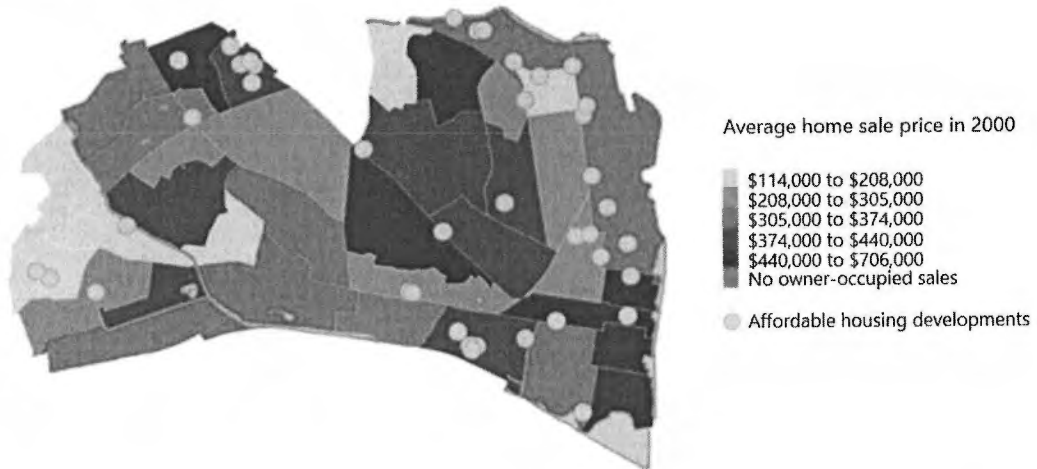 Average home sale price in 2000
$114,000 to $208,000
$208,000 to $305,000
$305,000 to $374,000
$374,000 to $440,000
$440,000 to $706,000
No owner-occupied sales
Affordable housing developments